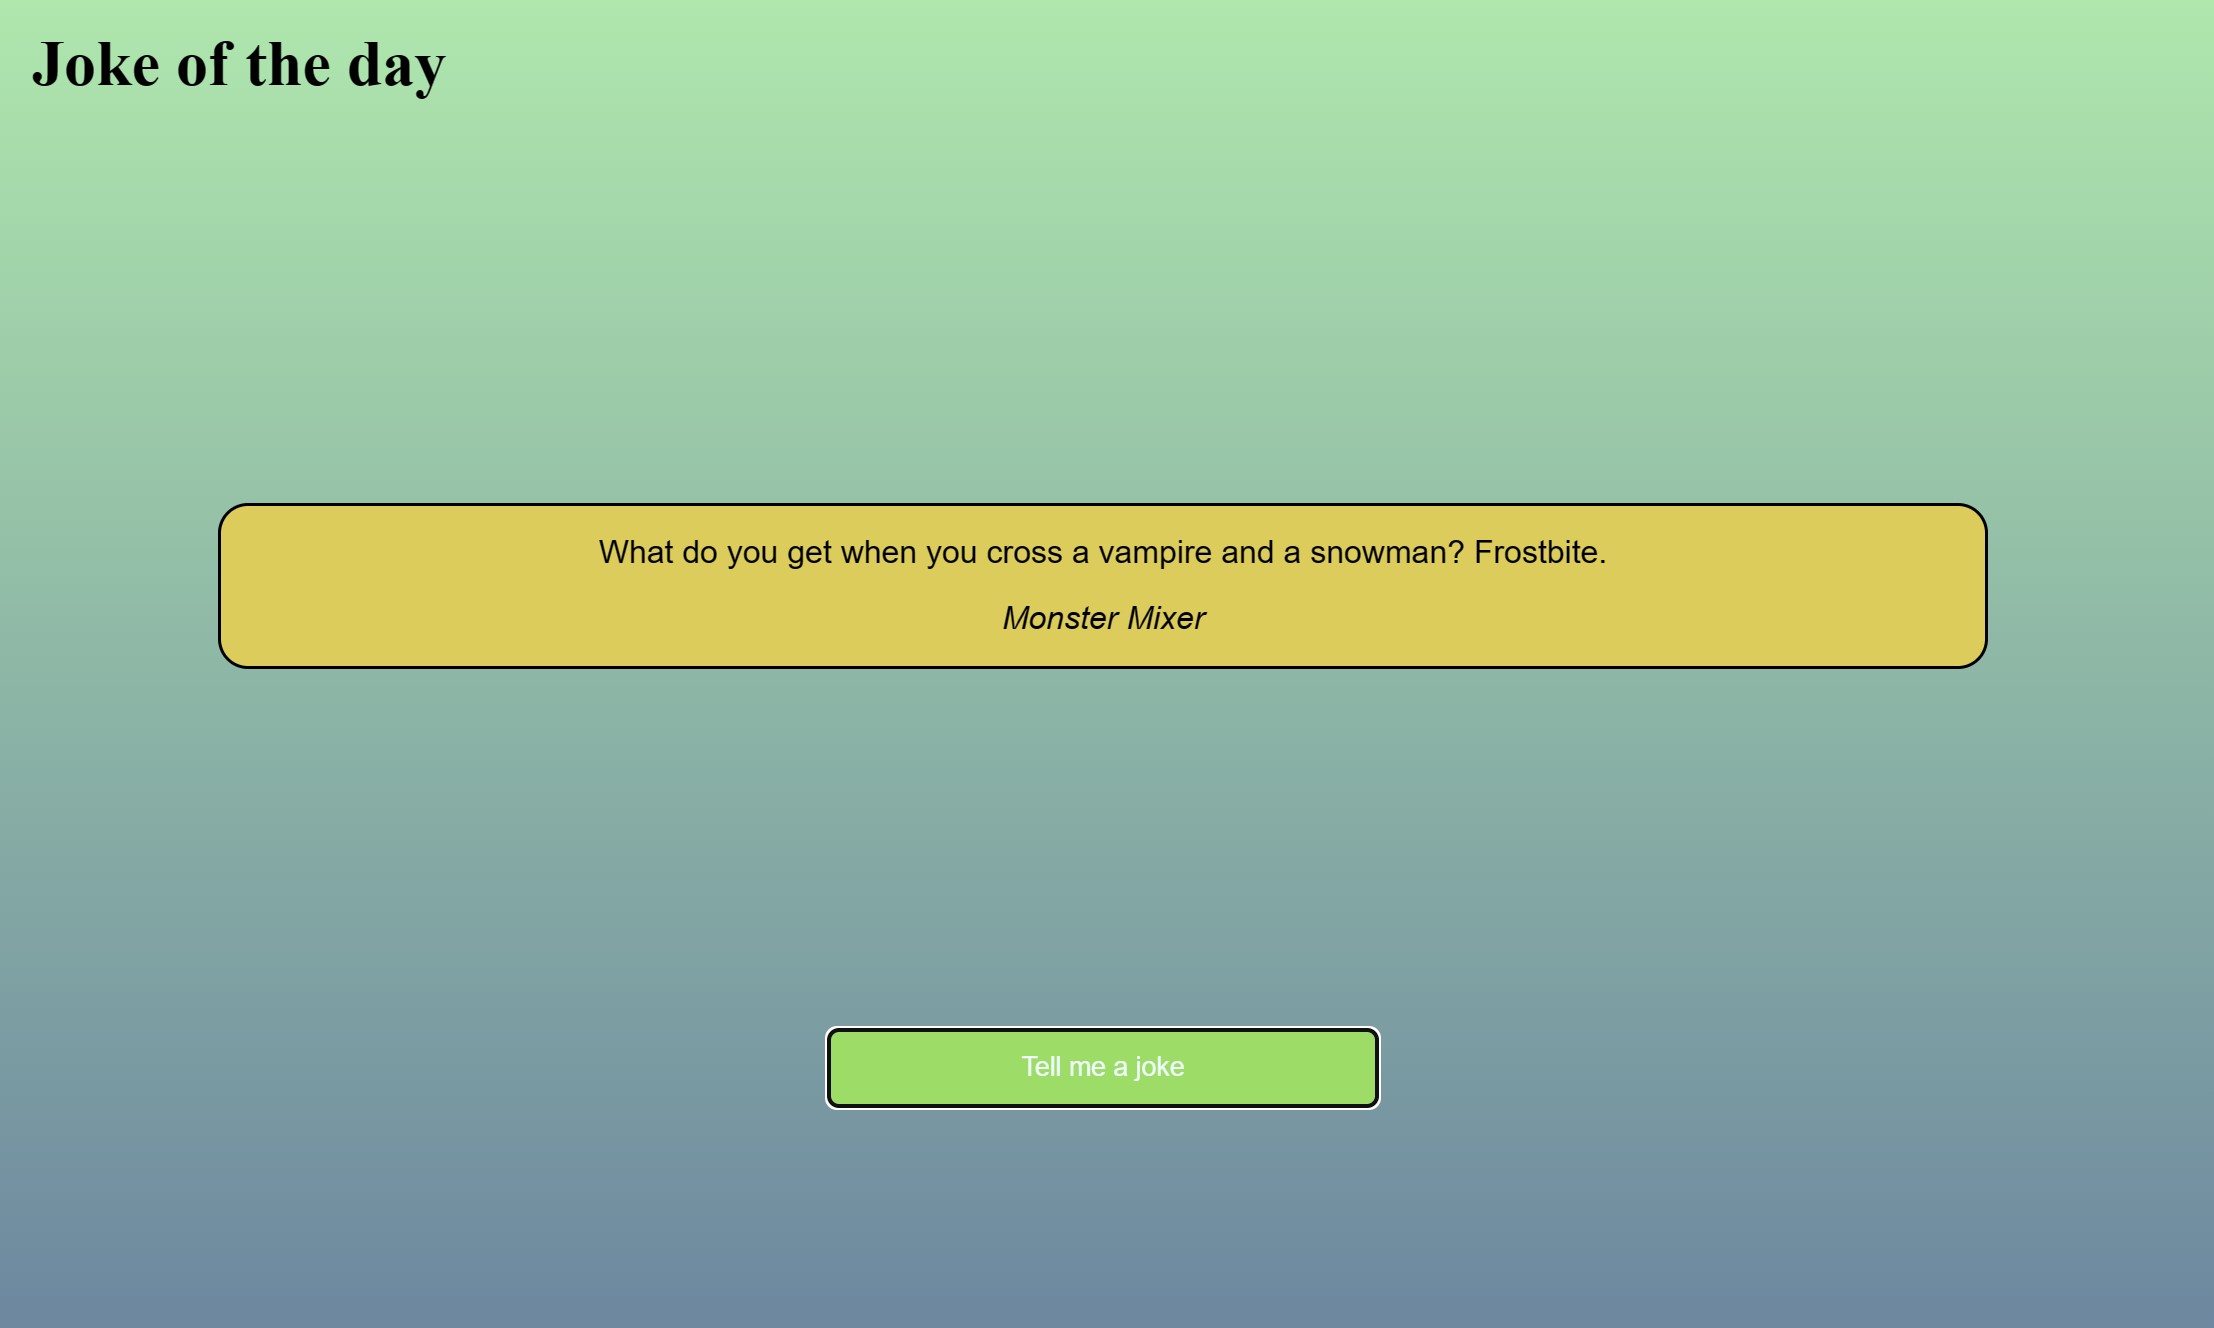 Joke of the day
What do you get when you cross a vampire and a snowman? Frostbite.
Monster Mixer
Tell me a joke